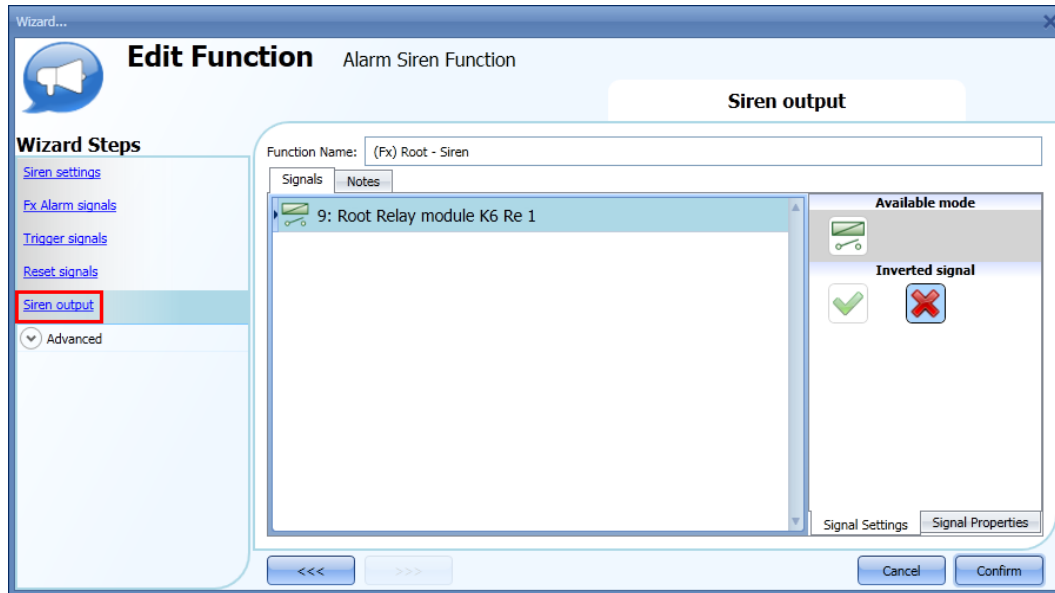 Wizard...
Edit Function Alarm Siren Function
Siren output
Wizard Steps
Siren settings
Fx Alarm signals
Trigger signals
Reset signals
Siren output
Advanced
Function Name: (Fx) Root - Siren
Signals Notes
9: Root Relay module K6 Re 1
Available mode
Inverted signal
Signal Settings Signal Properties
<<< >>> Cancel Confirm